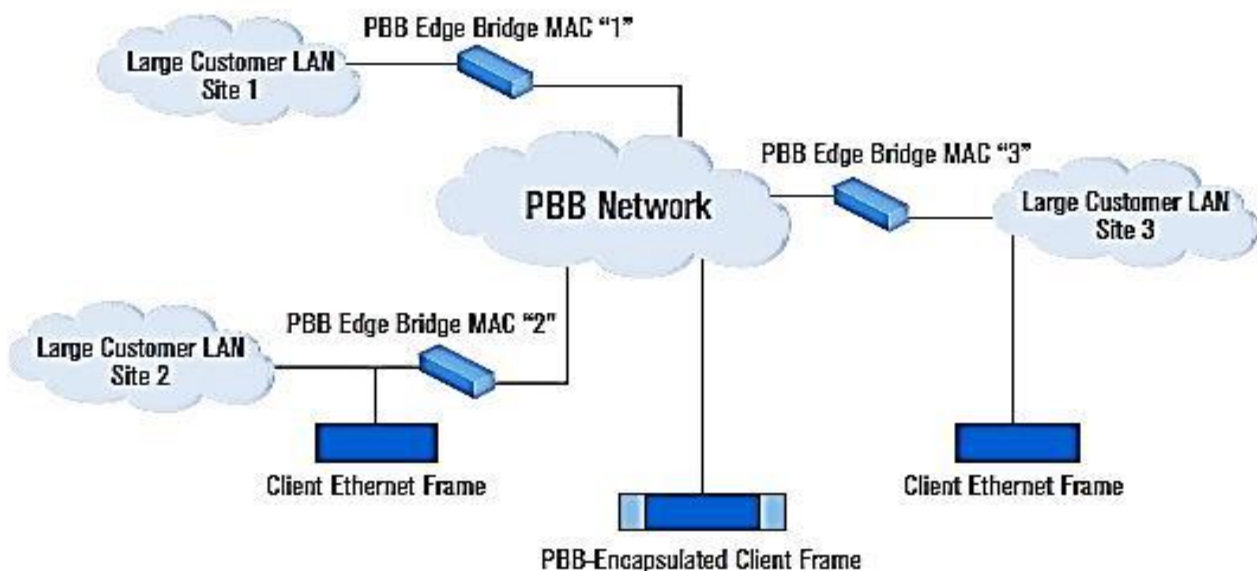 PBB Edge Bridge MAC “1”
Large Customer LAN
Site 1
PBB Edge Bridge MAC “3”
PBB Network
Large Customer LAN
Site 3
PBB Edge Bridge MAC “2”
Large Customer LAN
Site 2
Client Ethernet Frame
Client Ethernet Frame
PBB-Encapsulated Client Frame